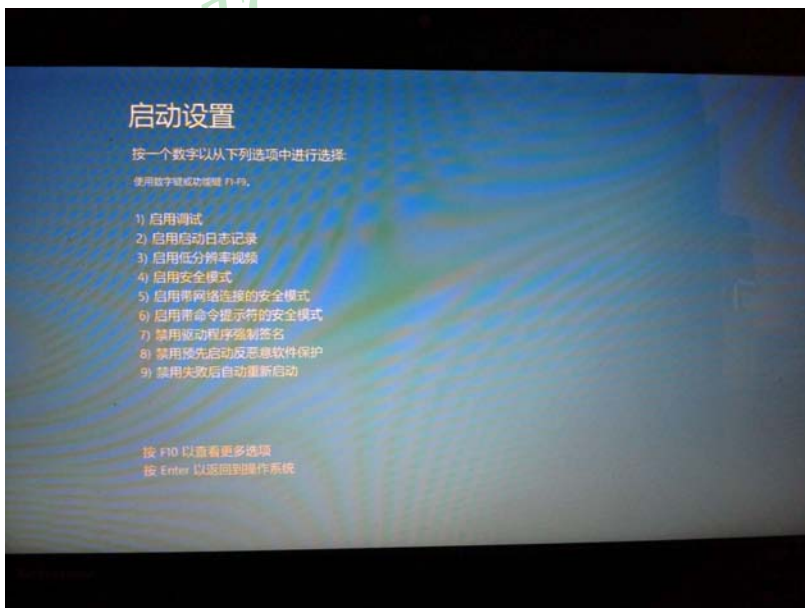 启动设置
按一个数字以从下列选项中进行选择:
使用数字键或功能键 F1-F9。
1) 启用调试
2) 启用启动日志记录
3) 启用低分辨率视频
4) 启用安全模式
5) 启用带网络连接的安全模式
6) 启用带命令提示符的安全模式
7) 禁用驱动程序强制签名
8) 禁用预先启动反恶意软件保护
9) 禁用失败后自动重新启动
按 F10 以查看更多选项
按 Enter 以返回到操作系统